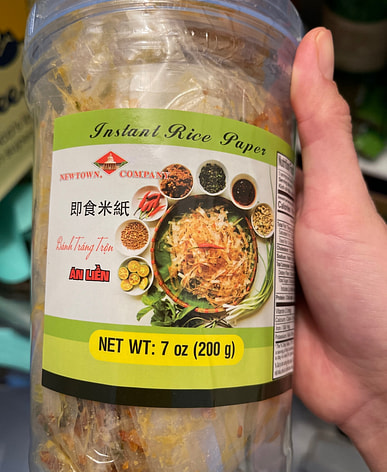 Instant Rice Paper
NEWTOWN. COMPANY
即食米紙
Bánh Tráng Trộn
ĂN LIỀN
NET WT: 7 oz (200 g)